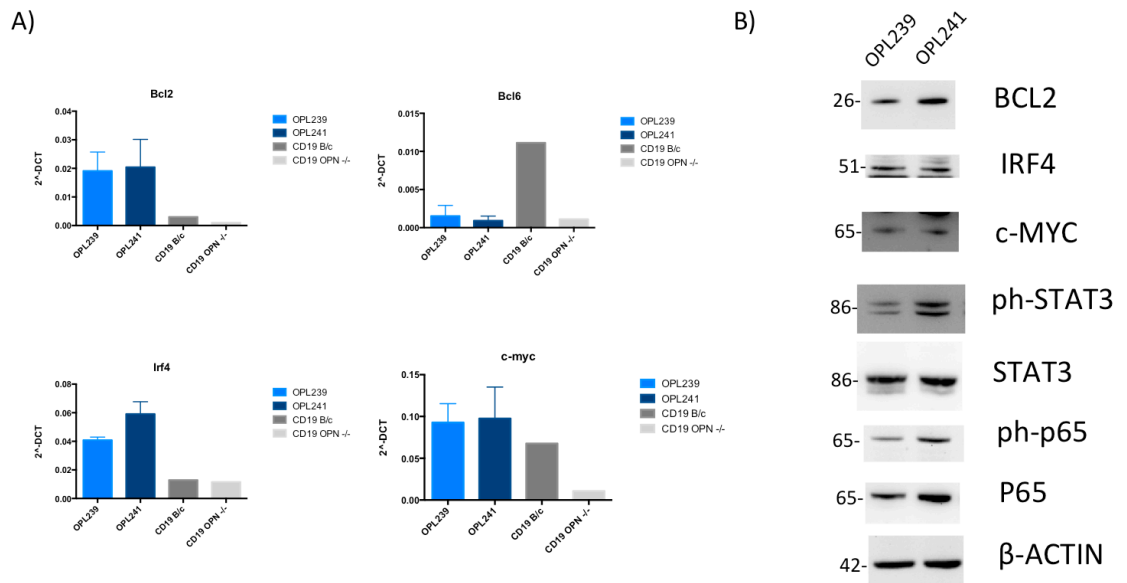 A)
Bcl2
2^-DCT
0.04
0.03
0.02
0.01
0.00
OPL239
OPL241
CD19 B/c
CD19 OPN -/-
OPL239
OPL241
CD19 B/c
CD19 OPN -/-
Bcl6
2^-DCT
0.015
0.010
0.005
0.000
OPL239
OPL241
CD19 B/c
CD19 OPN -/-
OPL239
OPL241
CD19 B/c
CD19 OPN -/-
Irf4
2^-DCT
0.08
0.06
0.04
0.02
0.00
OPL239
OPL241
CD19 B/c
CD19 OPN -/-
OPL239
OPL241
CD19 B/c
CD19 OPN -/-
c-myc
2^-DCT
0.15
0.10
0.05
0.00
OPL239
OPL241
CD19 B/c
CD19 OPN -/-
OPL239
OPL241
CD19 B/c
CD19 OPN -/-
B)
OPL239
OPL241
26- BCL2
51- IRF4
65- c-MYC
86- ph-STAT3
86- STAT3
65- ph-p65
65- P65
42- β-ACTIN